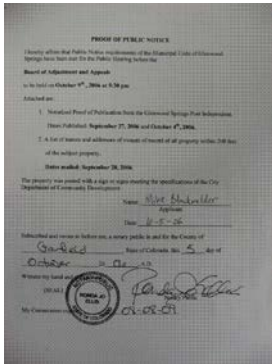 PROOF OF PUBLIC NOTICE
I hereby affirm that Public Notice requirements of the Municipal Code of Glenwood
Springs have been met for the Public Hearing before the
Board of Adjustment and Appeals
to be held on October 9th, 2006 at 5:30 pm
Attached are:
1. Notarized Proof of Publication from the Glenwood Springs Post Independent
Dates Published: September 27, 2006 and October 4th, 2006.
2. A list of names and addresses of owners of record of all property within 200 feet
of the subject property.
Dates mailed: September 28, 2006
The property was posted with a sign or signs meeting the specifications of the City
Department of Community Development
Name: Mike
Applicant
Date:
Subscribed and sworn to before me, a notary public in and for the County of
Garfield State of Colorado, this 5 day of
October
Witness my hand and
(SEAL)
NOTARY PUBLIC
RONDA JO
My Commission